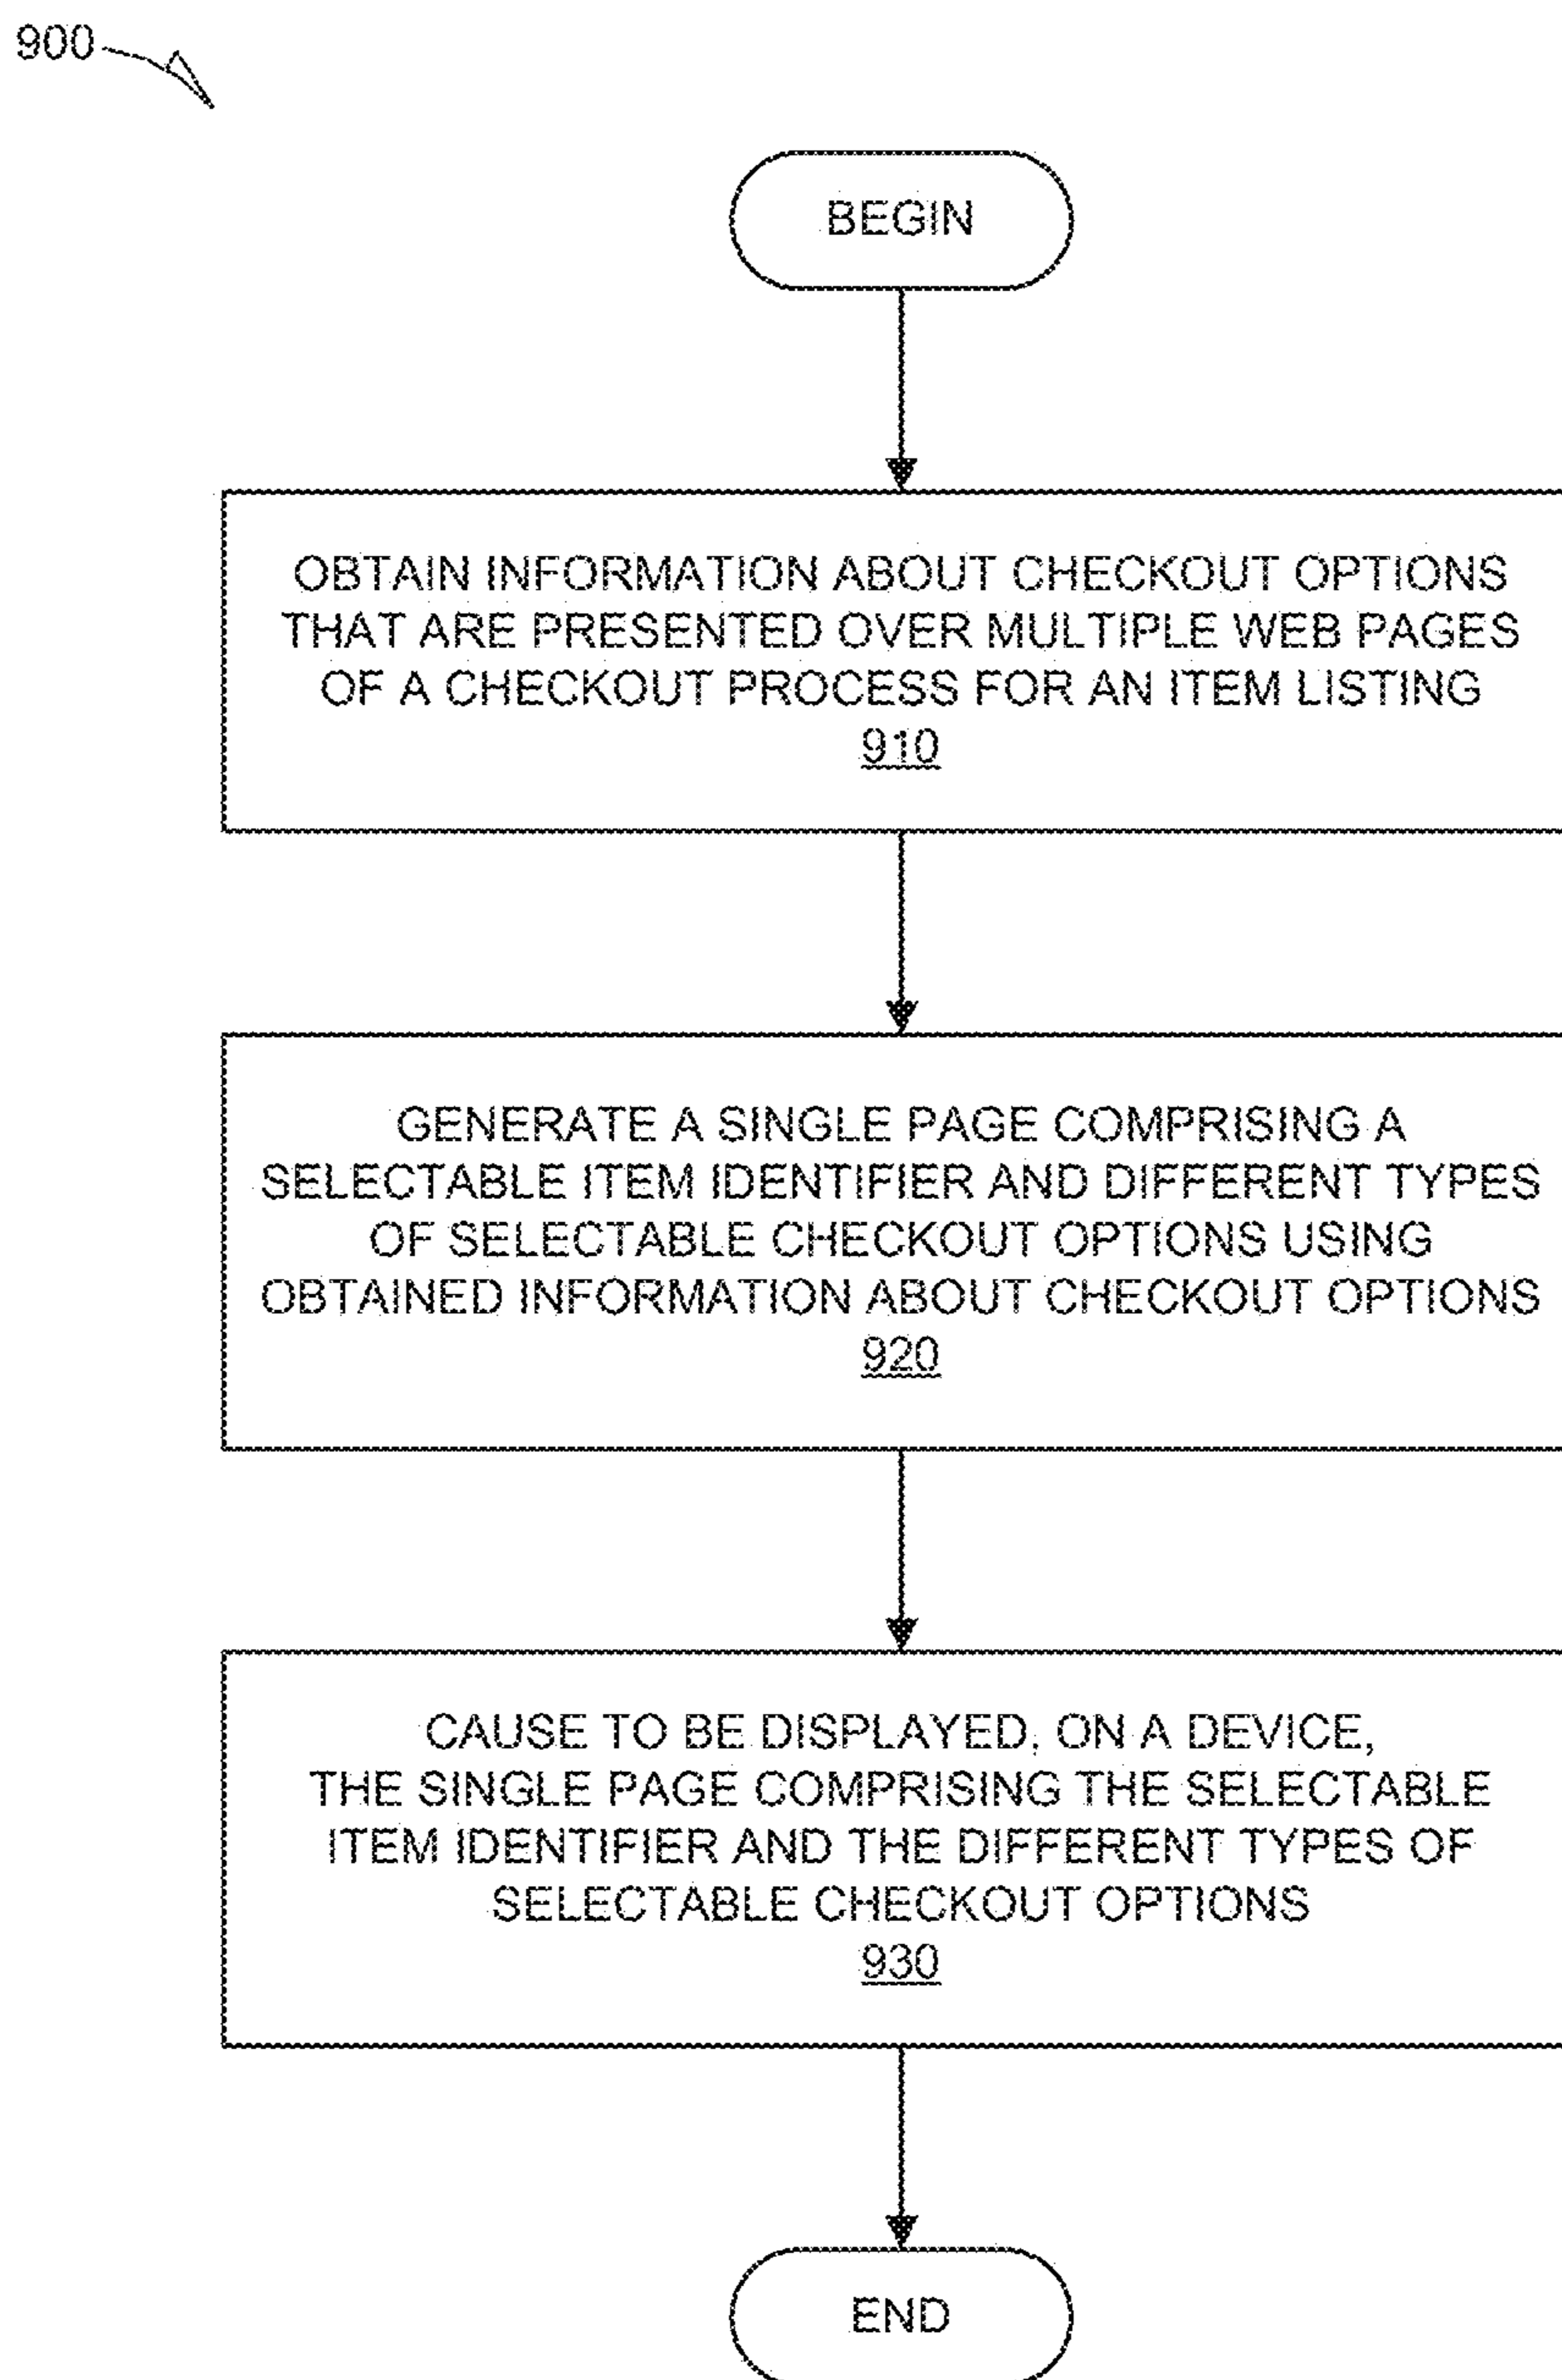 900
BEGIN
OBTAIN INFORMATION ABOUT CHECKOUT OPTIONS
THAT ARE PRESENTED OVER MULTIPLE WEB PAGES
OF A CHECKOUT PROCESS FOR AN ITEM LISTING
910
GENERATE A SINGLE PAGE COMPRISING A
SELECTABLE ITEM IDENTIFIER AND DIFFERENT TYPES
OF SELECTABLE CHECKOUT OPTIONS USING
OBTAINED INFORMATION ABOUT CHECKOUT OPTIONS
920
CAUSE TO BE DISPLAYED, ON A DEVICE,
THE SINGLE PAGE COMPRISING THE SELECTABLE
ITEM IDENTIFIER AND THE DIFFERENT TYPES OF
SELECTABLE CHECKOUT OPTIONS
930
END